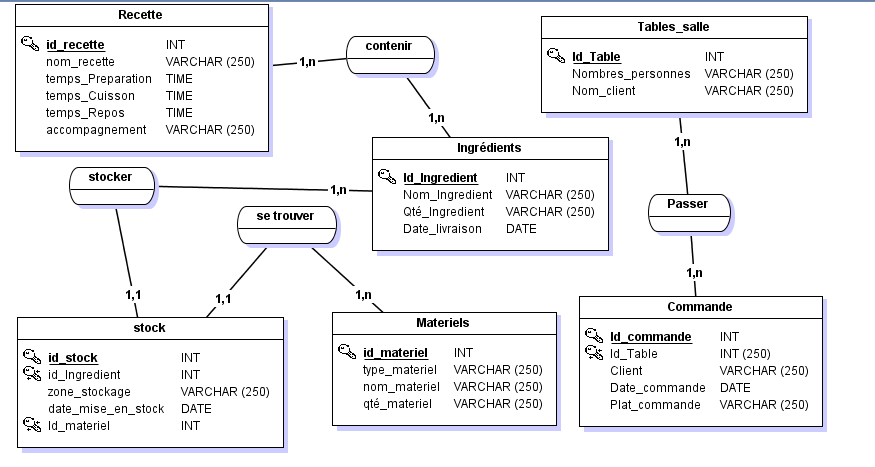 Recette
id_recette INT
nom_recette VARCHAR (250)
temps_Preparation TIME
temps_Cuisson TIME
temps_Repos TIME
accompagnement VARCHAR (250)
1,n
contenir
1,n
Tables_salle
Id_Table INT
Nombres_personnes VARCHAR (250)
Nom_client VARCHAR (250)
1,n
Ingrédients
Id_Ingredient INT
Nom_Ingredient VARCHAR (250)
Qté_Ingredient VARCHAR (250)
Date_livraison DATE
stocker
1,n
se trouver
Passer
1,n
1,1
1,1
1,n
stock
id_stock INT
id_Ingredient INT
zone_stockage VARCHAR (250)
date_mise_en_stock DATE
Id_materiel INT
Materiels
id_materiel INT
type_materiel VARCHAR (250)
nom_materiel VARCHAR (250)
qté_materiel VARCHAR (250)
Commande
Id_commande INT
Id_Table INT (250)
Client VARCHAR (250)
Date_commande DATE
Plat_commande VARCHAR (250)